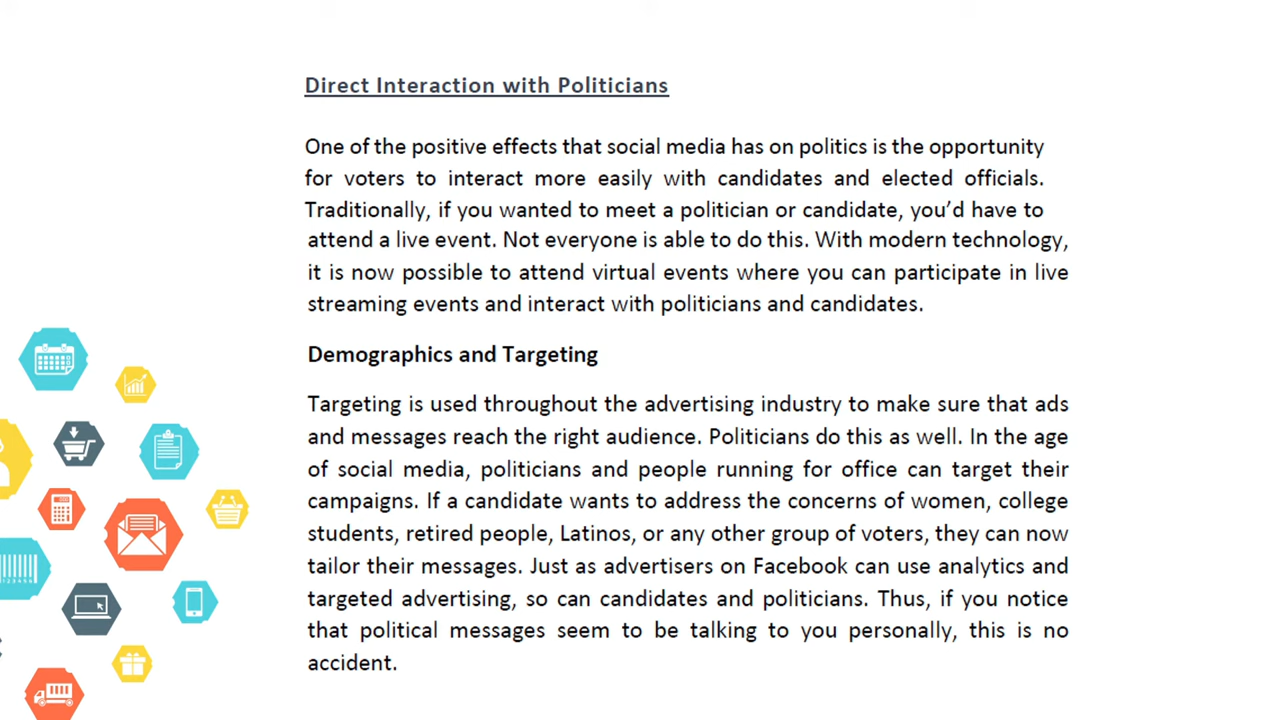 Direct Interaction with Politicians
One of the positive effects that social media has on politics is the opportunity
for voters to interact more easily with candidates and elected officials.
Traditionally, if you wanted to meet a politician or candidate, you’d have to
attend a live event. Not everyone is able to do this. With modern technology,
it is now possible to attend virtual events where you can participate in live
streaming events and interact with politicians and candidates.
Demographics and Targeting
Targeting is used throughout the advertising industry to make sure that ads
and messages reach the right audience. Politicians do this as well. In the age
of social media, politicians and people running for office can target their
campaigns. If a candidate wants to address the concerns of women, college
students, retired people, Latinos, or any other group of voters, they can now
tailor their messages. Just as advertisers on Facebook can use analytics and
targeted advertising, so can candidates and politicians. Thus, if you notice
that political messages seem to be talking to you personally, this is no
accident.